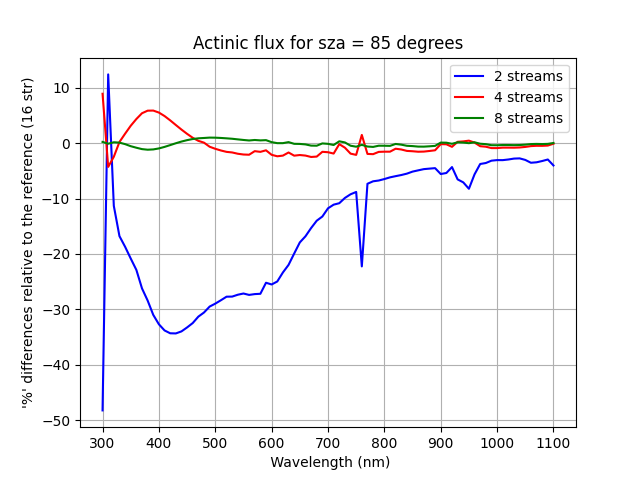 Actinic flux for sza = 85 degrees
2 streams
4 streams
8 streams
'%' differences relative to the reference (16 str)
10
0
−10
−20
−30
−40
−50
300 400 500 600 700 800 900 1000 1100
Wavelength (nm)